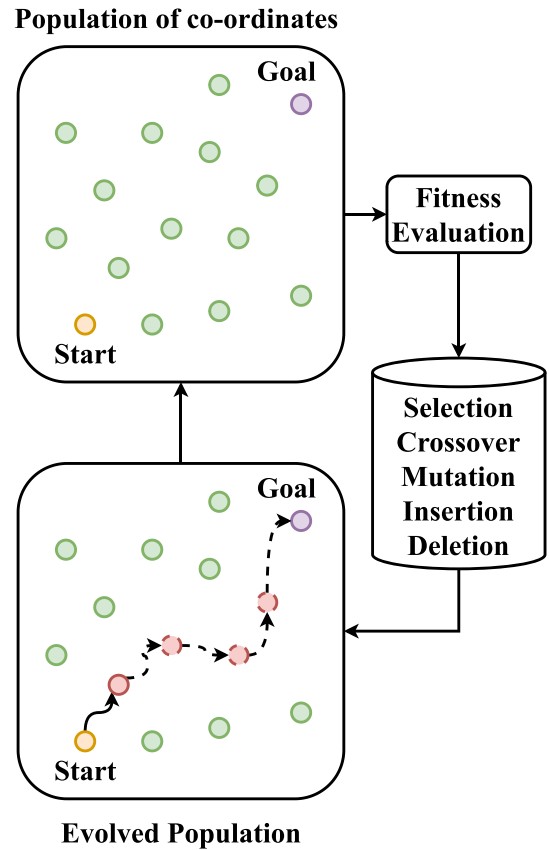 Population of co-ordinates
Goal
Start
Fitness
Evaluation
Selection
Crossover
Mutation
Insertion
Deletion
Goal
Start
Evolved Population